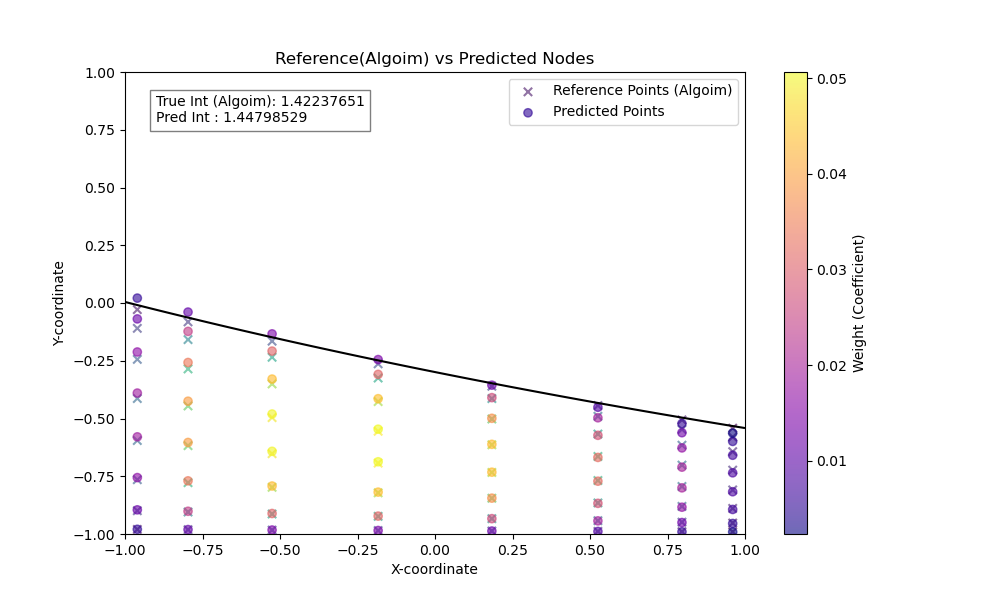 Reference(Algoim) vs Predicted Nodes
True Int (Algoim): 1.42237651
Pred Int : 1.44798529
Reference Points (Algoim)
Predicted Points
1.00
0.75
0.50
0.25
0.00
−0.25
−0.50
−0.75
−1.00
Y-coordinate
−1.00 −0.75 −0.50 −0.25 0.00 0.25 0.50 0.75 1.00
X-coordinate
0.05
0.04
0.03
0.02
0.01
Weight (Coefficient)